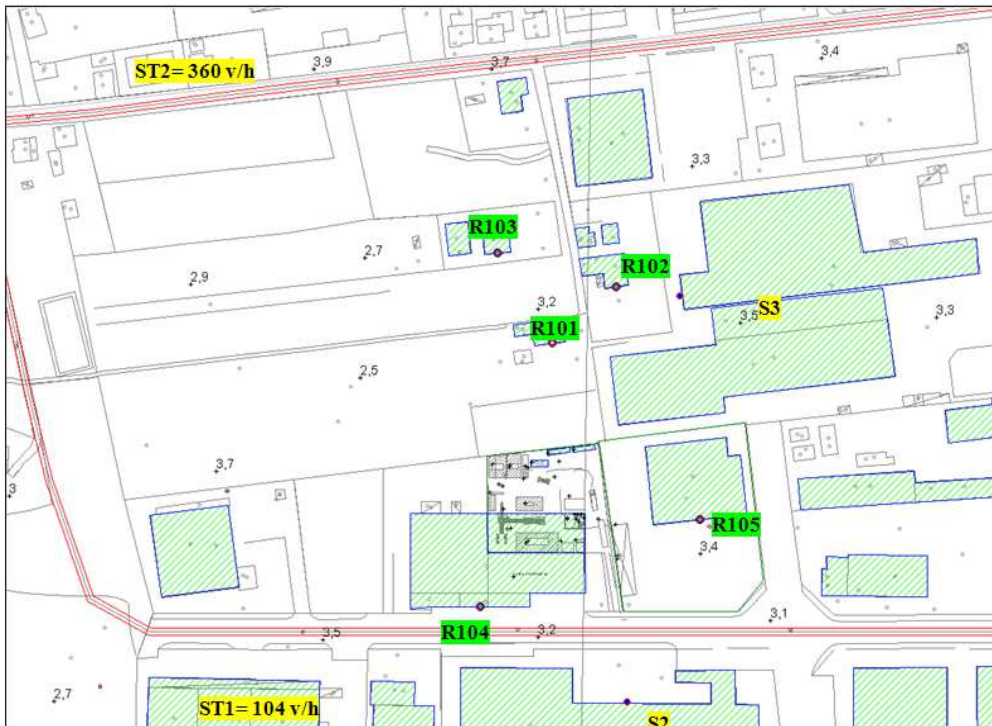 3,4
3,9
3,7
ST2= 360 v/h
3,3
R103
2,7
R102
2,9
3,2
S3
3,5
3,3
R101
2,5
3,7
3
R105
3,4
3,1
R104
3,5
3,2
2,7
ST1= 104 v/h
S2